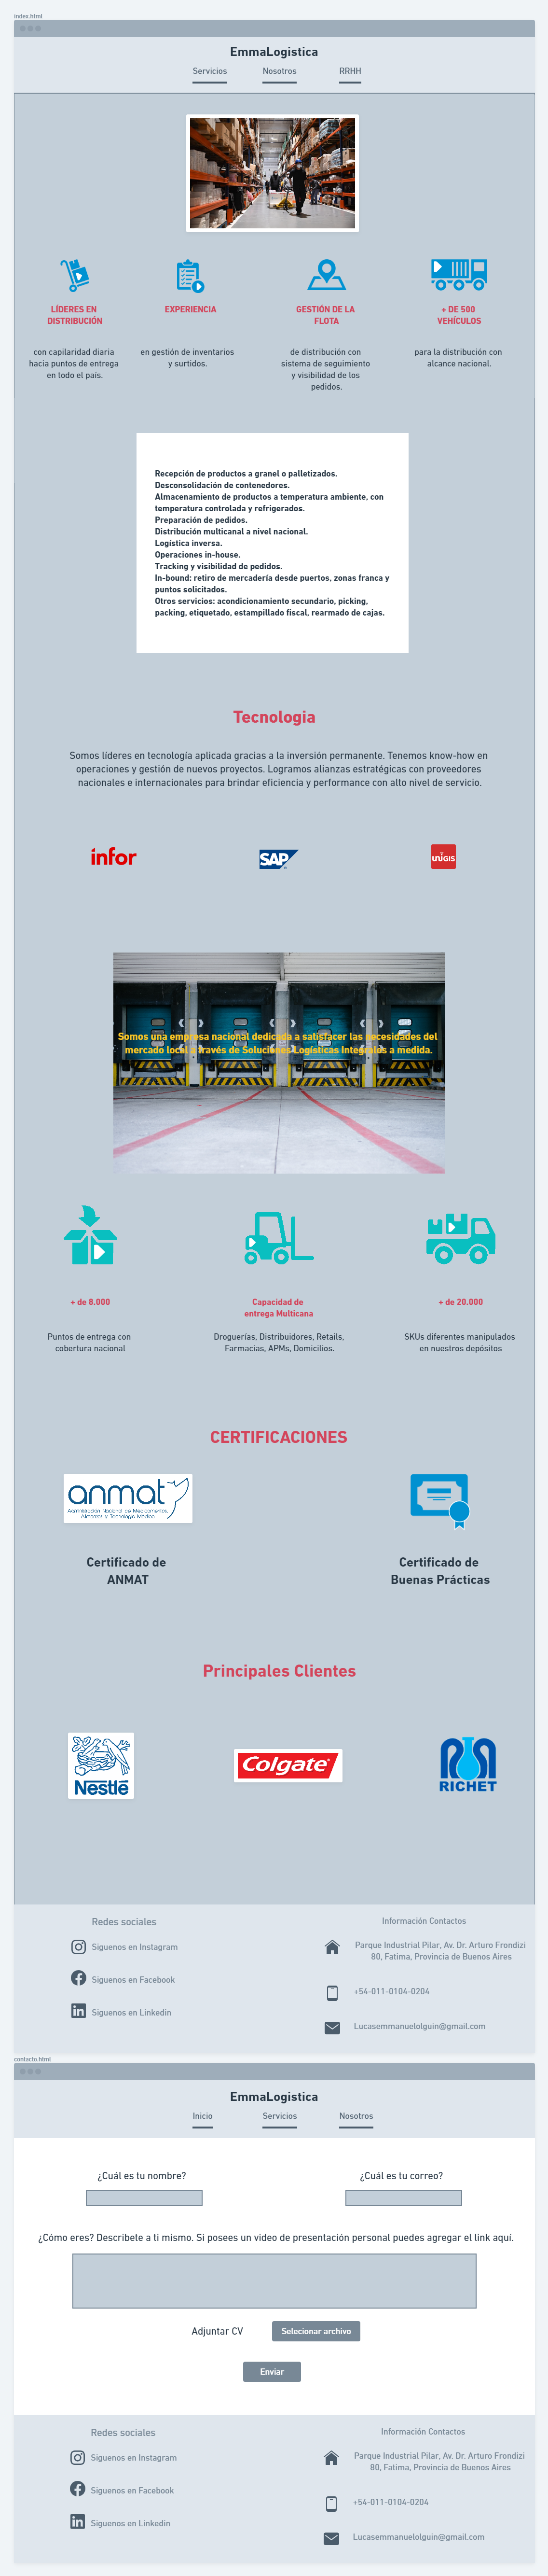 index.html
EmmaLogistica
Servicios Nosotros RRHH
LÍDERES EN
DISTRIBUCIÓN
con capilaridad diaria
hacia puntos de entrega
en todo el país.
EXPERIENCIA
en gestión de inventarios
y surtidos.
GESTIÓN DE LA
FLOTA
de distribución con
sistema de seguimiento
y visibilidad de los
pedidos.
+ DE 500
VEHÍCULOS
para la distribución con
alcance nacional.
Recepción de productos a granel o palletizados.
Desconsolidación de contenedores.
Almacenamiento de productos a temperatura ambiente, con
temperatura controlada y refrigerados.
Preparación de pedidos.
Distribución multicanal a nivel nacional.
Logística inversa.
Operaciones in-house.
Tracking y visibilidad de pedidos.
In-bound: retiro de mercadería desde puertos, zonas franca y
puntos solicitados.
Otros servicios: acondicionamiento secundario, picking,
packing, etiquetado, estampillado fiscal, rearmado de cajas.
Tecnologia
Somos líderes en tecnología aplicada gracias a la inversión permanente. Tenemos know-how en
operaciones y gestión de nuevos proyectos. Logramos alianzas estratégicas con proveedores
nacionales e internacionales para brindar eficiencia y performance con alto nivel de servicio.
infor
SAP
UNIGIS
Somos una empresa nacional dedicada a satisfacer las necesidades del
mercado local a través de Soluciones Logísticas Integrales a medida.
+ de 8.000
Puntos de entrega con
cobertura nacional
Capacidad de
entrega Multicana
Droguerías, Distribuidores, Retails,
Farmacias, APMs, Domicilios.
+ de 20.000
SKUs diferentes manipulados
en nuestros depósitos
CERTIFICACIONES
anmat
Administración Nacional de Medicamentos,
Alimentos y Tecnología Médica
Certificado de
ANMAT
Certificado de
Buenas Prácticas
Principales Clientes
Nestlé
Colgate
RICHET
Redes sociales
Siguenos en Instagram
Siguenos en Facebook
Siguenos en Linkedin
Información Contactos
Parque Industrial Pilar, Av. Dr. Arturo Frondizi
80, Fatima, Provincia de Buenos Aires
+54-011-0104-0204
Lucasemmanuelolguin@gmail.com
contacto.html
EmmaLogistica
Inicio Servicios Nosotros
¿Cuál es tu nombre?
¿Cuál es tu correo?
¿Cómo eres? Describete a ti mismo. Si posees un video de presentación personal puedes agregar el link aquí.
Adjuntar CV
Selecionar archivo
Enviar
Redes sociales
Siguenos en Instagram
Siguenos en Facebook
Siguenos en Linkedin
Información Contactos
Parque Industrial Pilar, Av. Dr. Arturo Frondizi
80, Fatima, Provincia de Buenos Aires
+54-011-0104-0204
Lucasemmanuelolguin@gmail.com